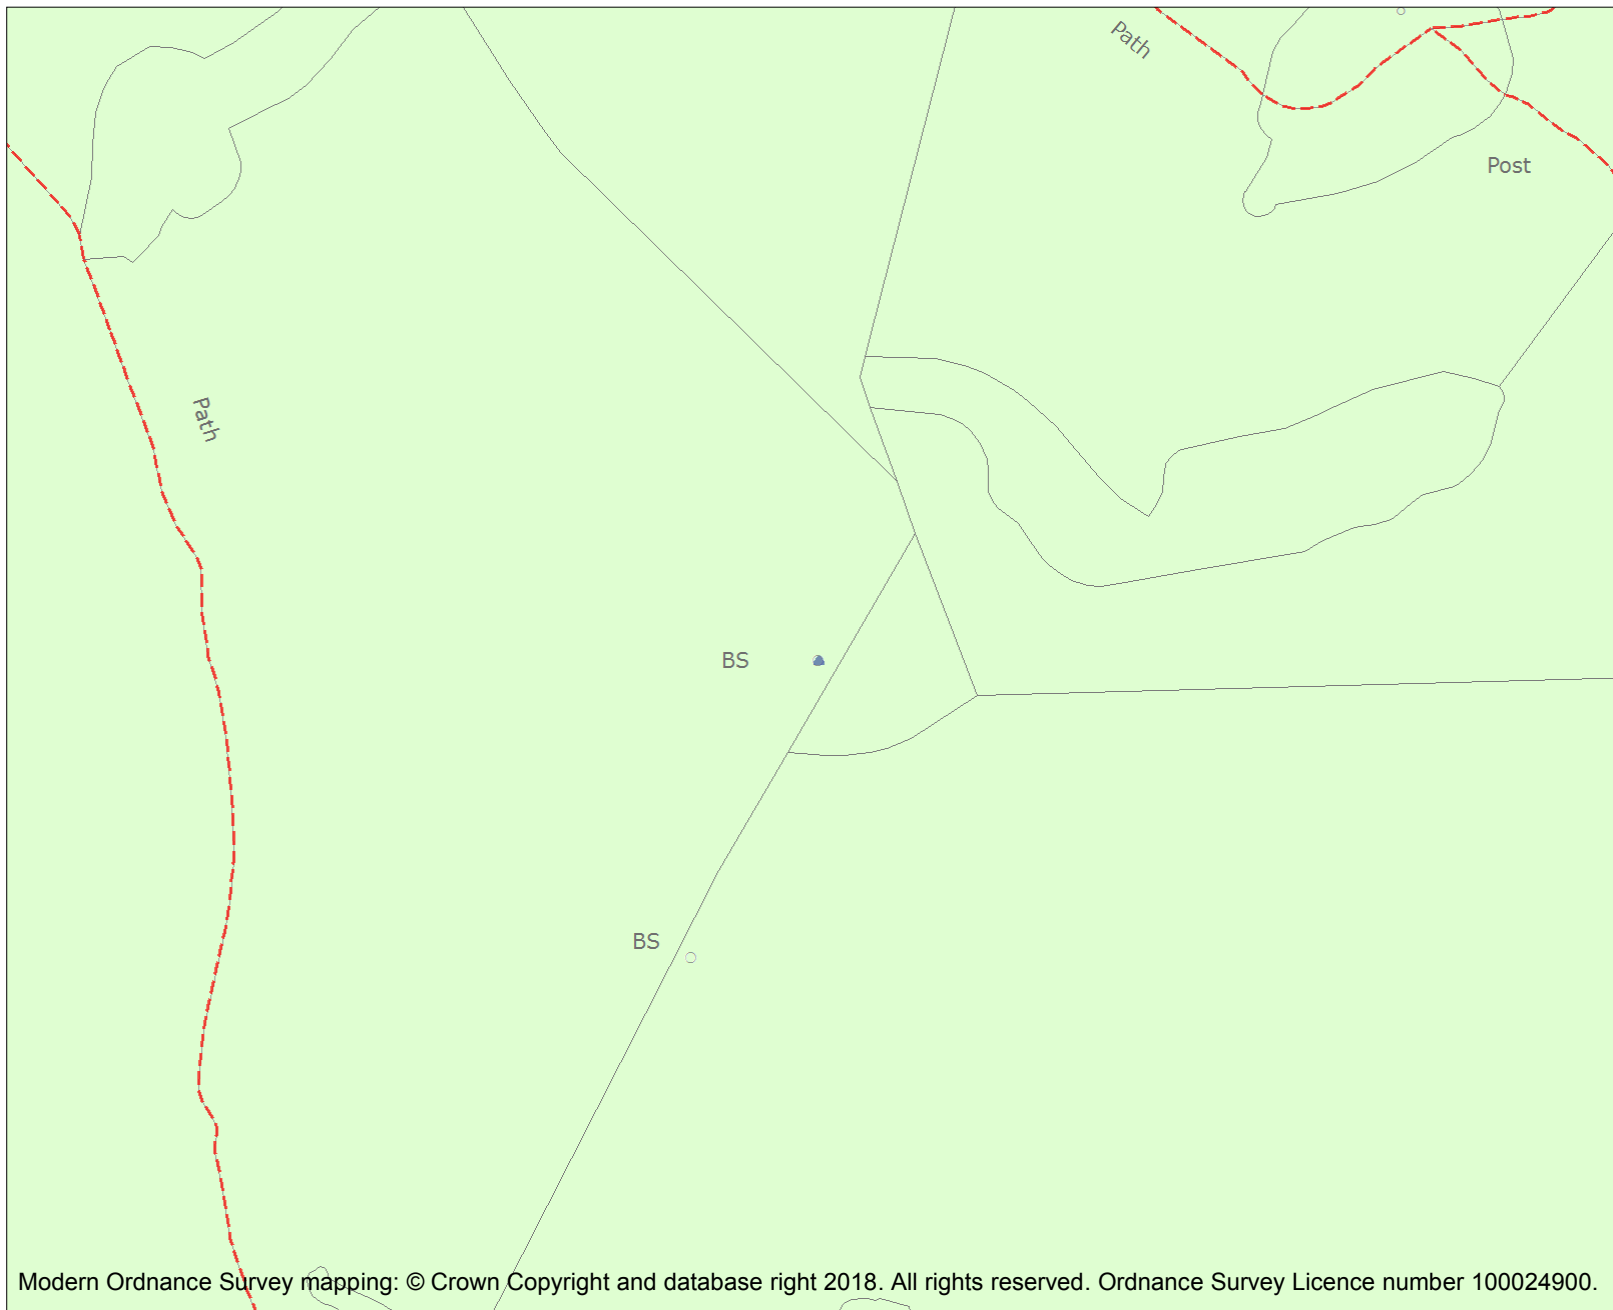 Path
Post
Path
BS
BS
Modern Ordnance Survey mapping: © Crown Copyright and database right 2018. All rights reserved. Ordnance Survey Licence number 100024900.